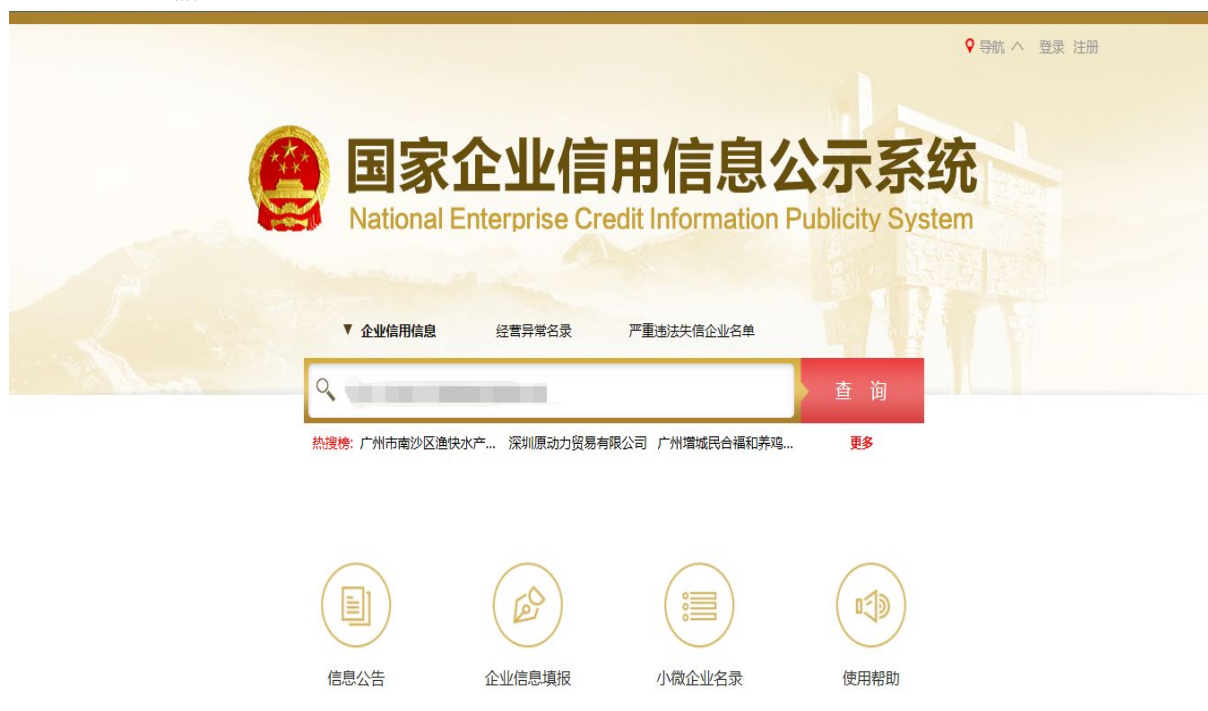 导航 登录 注册
国家企业信用信息公示系统
National Enterprise Credit Information Publicity System
▼ 企业信用信息 经营异常名录 严重违法失信企业名单
查 询
热搜榜: 广州市南沙区渔快水产... 深圳原动力贸易有限公司 广州增城民合福和养鸡... 更多
信息公告 企业信息填报 小微企业名录 使用帮助